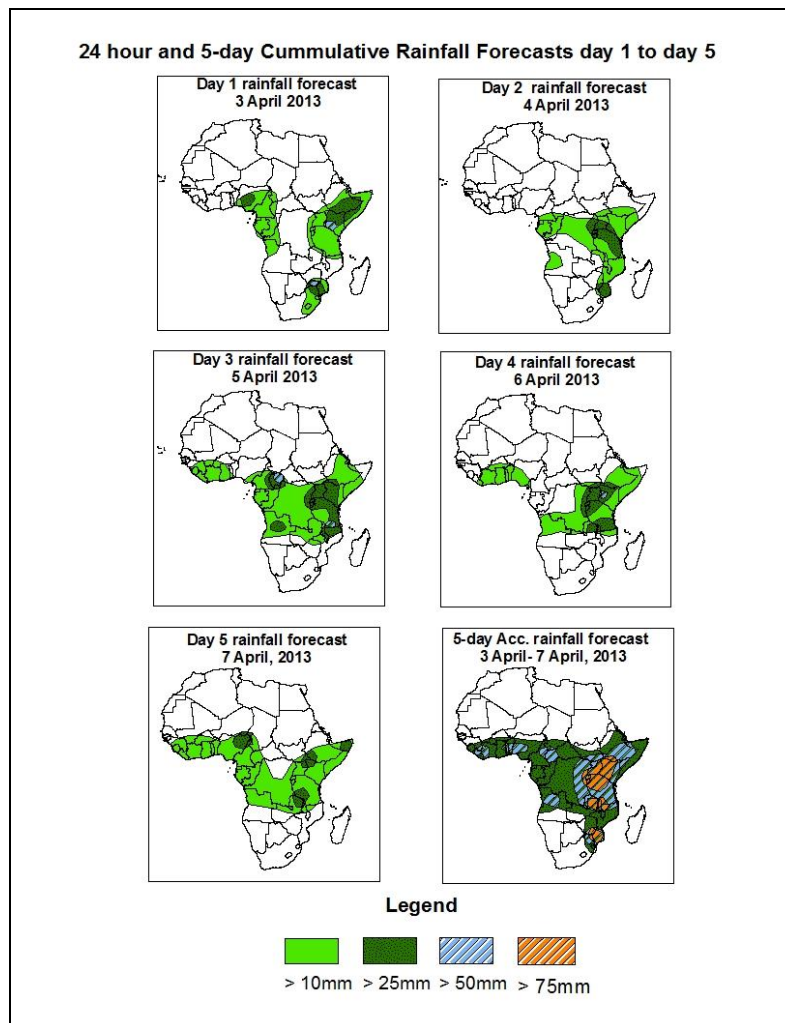 24 hour and 5-day Cummulative Rainfall Forecasts day 1 to day 5
Day 1 rainfall forecast
3 April 2013
Day 2 rainfall forecast
4 April 2013
Day 3 rainfall forecast
5 April 2013
Day 4 rainfall forecast
6 April 2013
Day 5 rainfall forecast
7 April, 2013
5-day Acc. rainfall forecast
3 April- 7 April, 2013
Legend
> 10mm > 25mm > 50mm > 75mm